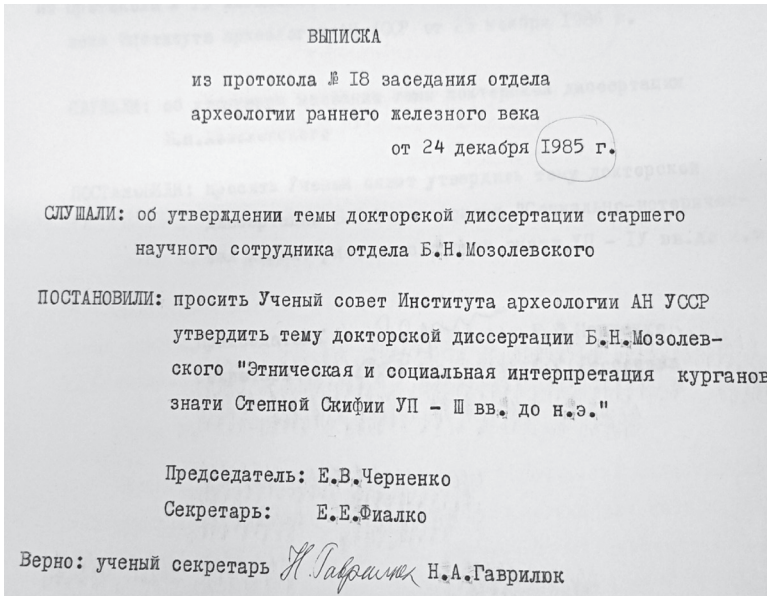 ВЫПИСКА
из протокола № I8 заседания отдела
археологии раннего железного века
от 24 декабря I985 г.
СЛУШАЛИ: об утверждении темы докторской диссертации старшего
научного сотрудника отдела Б.Н.Мозолевского
ПОСТАНОВИЛИ: просить Ученый совет Института археологии АН УССР
утвердить тему докторской диссертации Б.Н.Мозолев-
ского "Этническая и социальная интерпретация курганов
знати Степной Скифии УП - Ш вв. до н.э."
Председатель: Е.В.Черненко
Секретарь: Е.Е.Фиалко
Верно: ученый секретарь Н. Гаврилюк Н.А.Гаврилюк